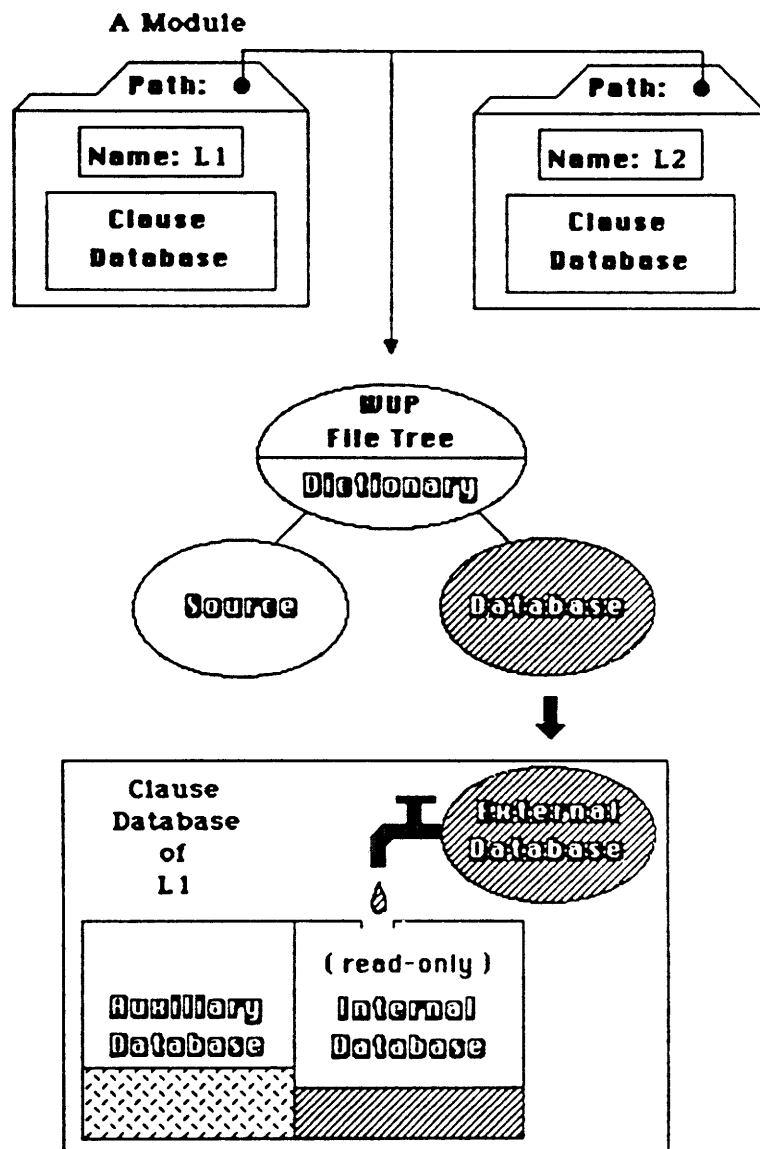 A Module
Path:
Name: L1
Clause
Database
Path:
Name: L2
Clause
Database
WUP
File Tree
Dictionary
Source
Database
Clause
Database
of
L1
External
Database
Auxiliary
Database
( read-only )
Internal
Database